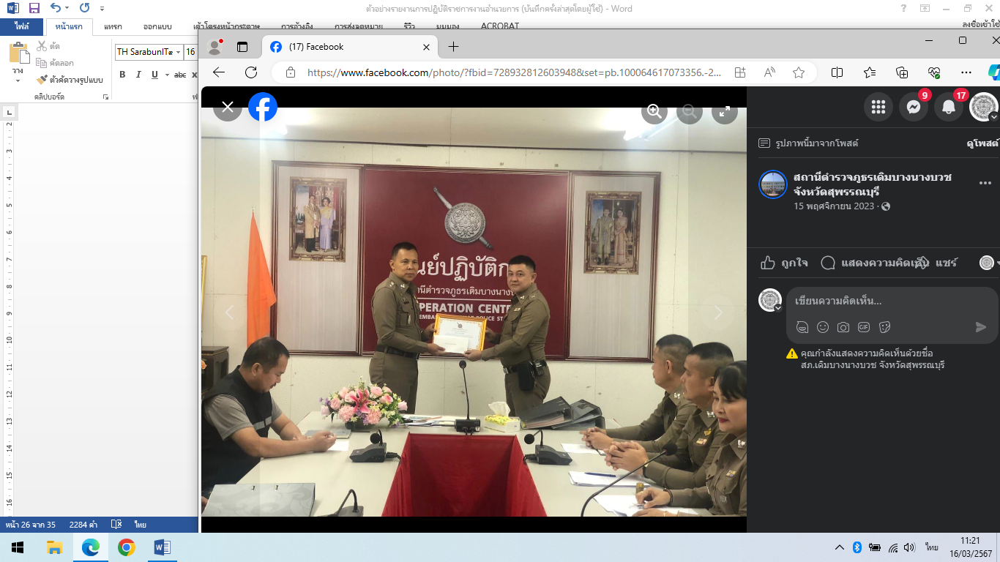 ตัวอย่างรายงานการปฏิบัติราชการงานอำนวยการ (บันทึกครั้งล่าสุดโดยผู้ใช้) - Word
ไฟล์ หน้าแรก แทรก ออกแบบ เค้าโครงหน้ากระดาษ การอ้างอิง การส่งจดหมาย รีวิว มุมมอง ACROBAT ลงชื่อเข้าใช้
วาง
ตัด
คัดลอก
ตัวคัดวางรูปแบบ
คลิปบอร์ด
TH SarabunIT๙ 16
B I U abc x
(17) Facebook
https://www.facebook.com/photo/?fbid=728932812603948&set=pb.100064617073356.-2...
9 17
รูปภาพนี้มาจากโพสต์ ดูโพสต์
สถานีตำรวจภูธรเดิมบางนางบวช
จังหวัดสุพรรณบุรี
15 พฤศจิกายน 2023 ·
ถูกใจ แสดงความคิดเห็น แชร์
เขียนความคิดเห็น...
GIF
คุณกำลังแสดงความคิดเห็นด้วยชื่อ
สภ.เดิมบางนางบวช จังหวัดสุพรรณบุรี
นย์ปฏิบัติก
านีตำรวจภูธรเดิมบางนาง
PERATION CENT
POLICE ST
L
2
3
4
5
6
7
8
9
10
11
12
13
14
15
16
หน้า 26 จาก 35 2284 คำ ไทย
ไทย
11:21
16/03/2567